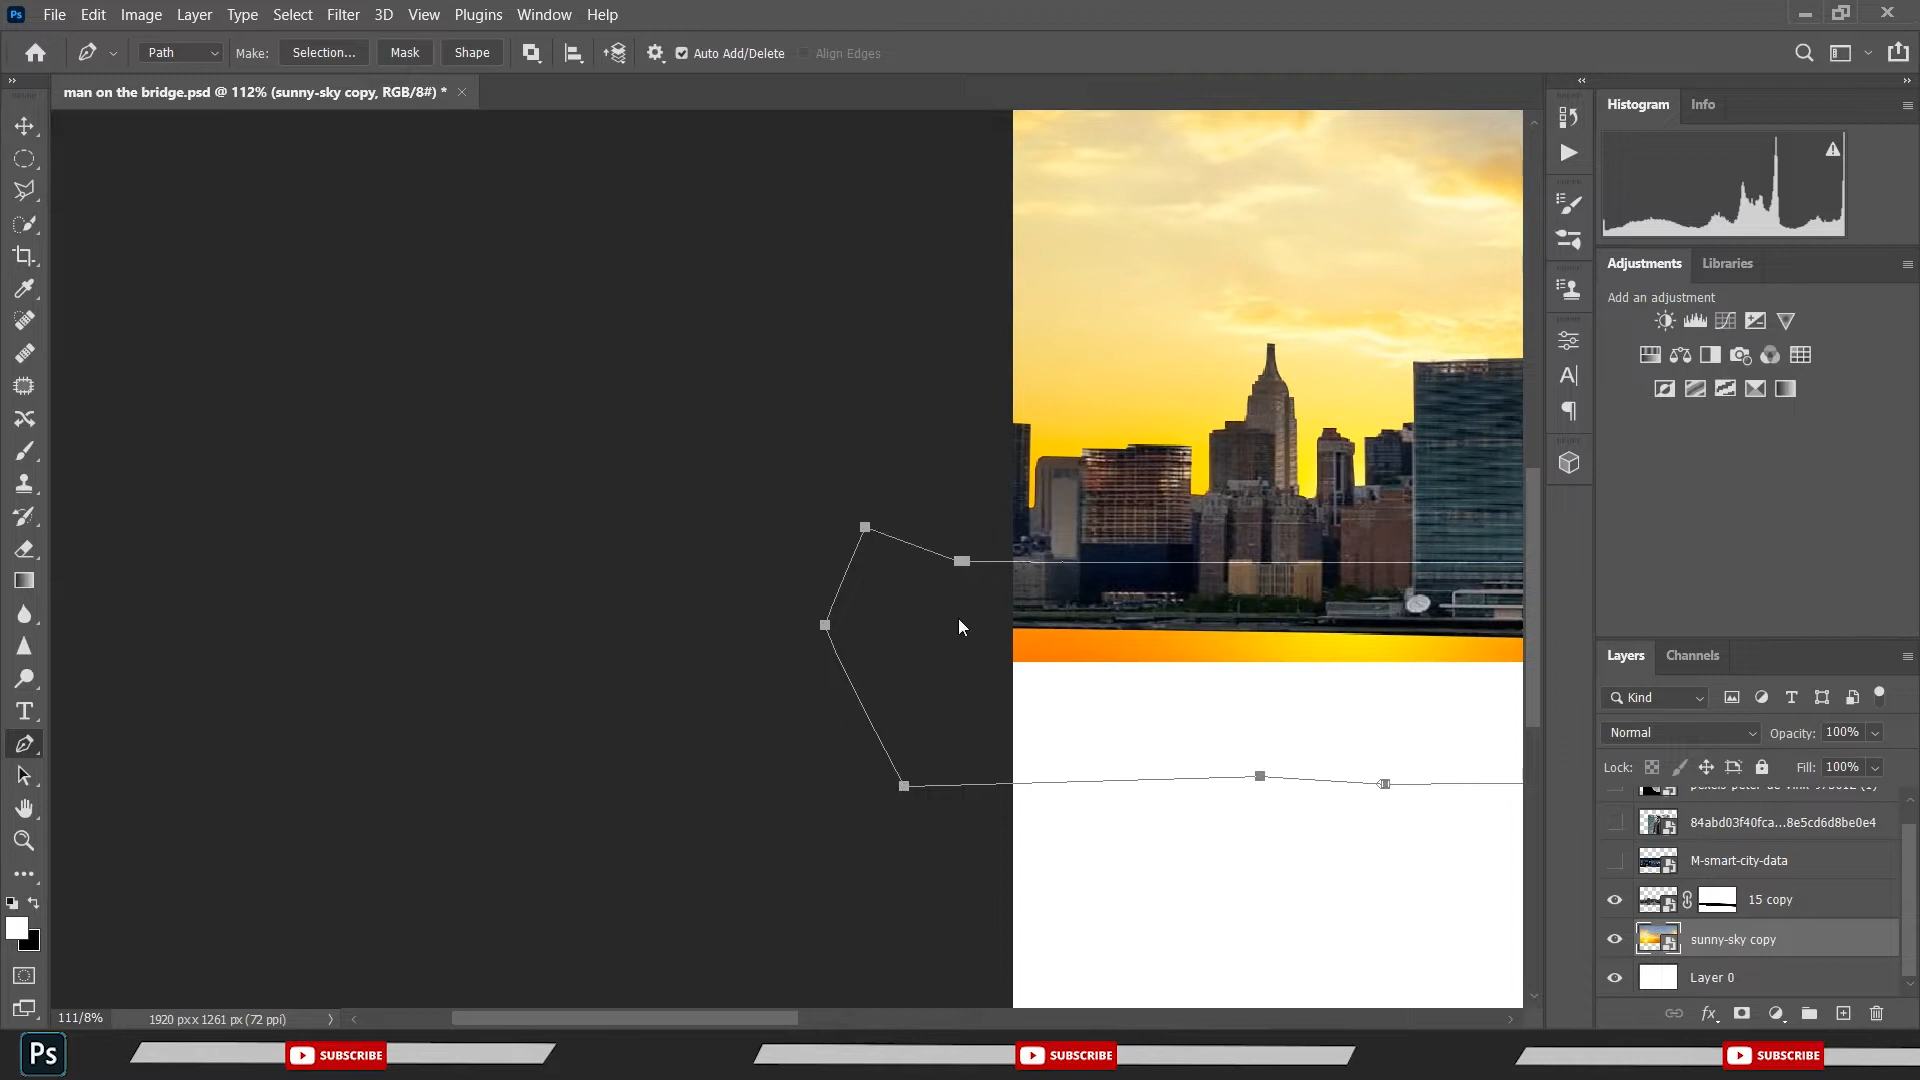 Ps File Edit Image Layer Type Select Filter 3D View Plugins Window Help
Path Make: Selection... Mask Shape Auto Add/Delete Align Edges
man on the bridge.psd @ 112% (sunny-sky copy, RGB/8#) *
Histogram Info
Adjustments Libraries
Add an adjustment
Layers Channels
Kind
Normal Opacity: 100%
Lock: Fill: 100%
84abd03f40fca...8e5cd6d8be0e4
M-smart-city-data
15 copy
sunny-sky copy
Layer 0
111/8% 1920 px x 1261 px (72 ppi)
Ps SUBSCRIBE SUBSCRIBE SUBSCRIBE